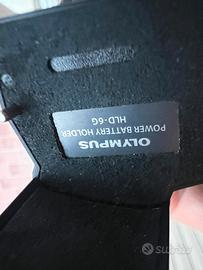 OLYMPUS
POWER BATTERY HOLDER
HLD-6G
subito